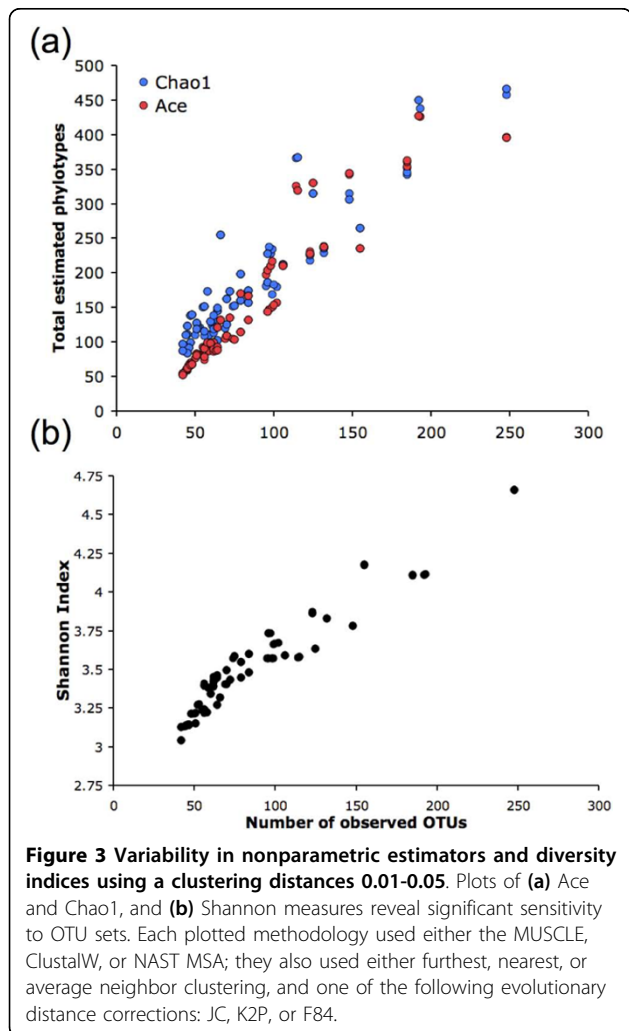 (a)
500
450
400
350
300
250
200
150
100
50
0
Total estimated phylotypes
Chao1
Ace
0 50 100 150 200 250 300
(b)
4.75
4.5
4.25
4
3.75
3.5
3.25
3
2.75
Shannon Index
0 50 100 150 200 250 300
Number of observed OTUs
Figure 3 Variability in nonparametric estimators and diversity
indices using a clustering distances 0.01-0.05. Plots of (a) Ace
and Chao1, and (b) Shannon measures reveal significant sensitivity
to OTU sets. Each plotted methodology used either the MUSCLE,
ClustalW, or NAST MSA; they also used either furthest, nearest, or
average neighbor clustering, and one of the following evolutionary
distance corrections: JC, K2P, or F84.